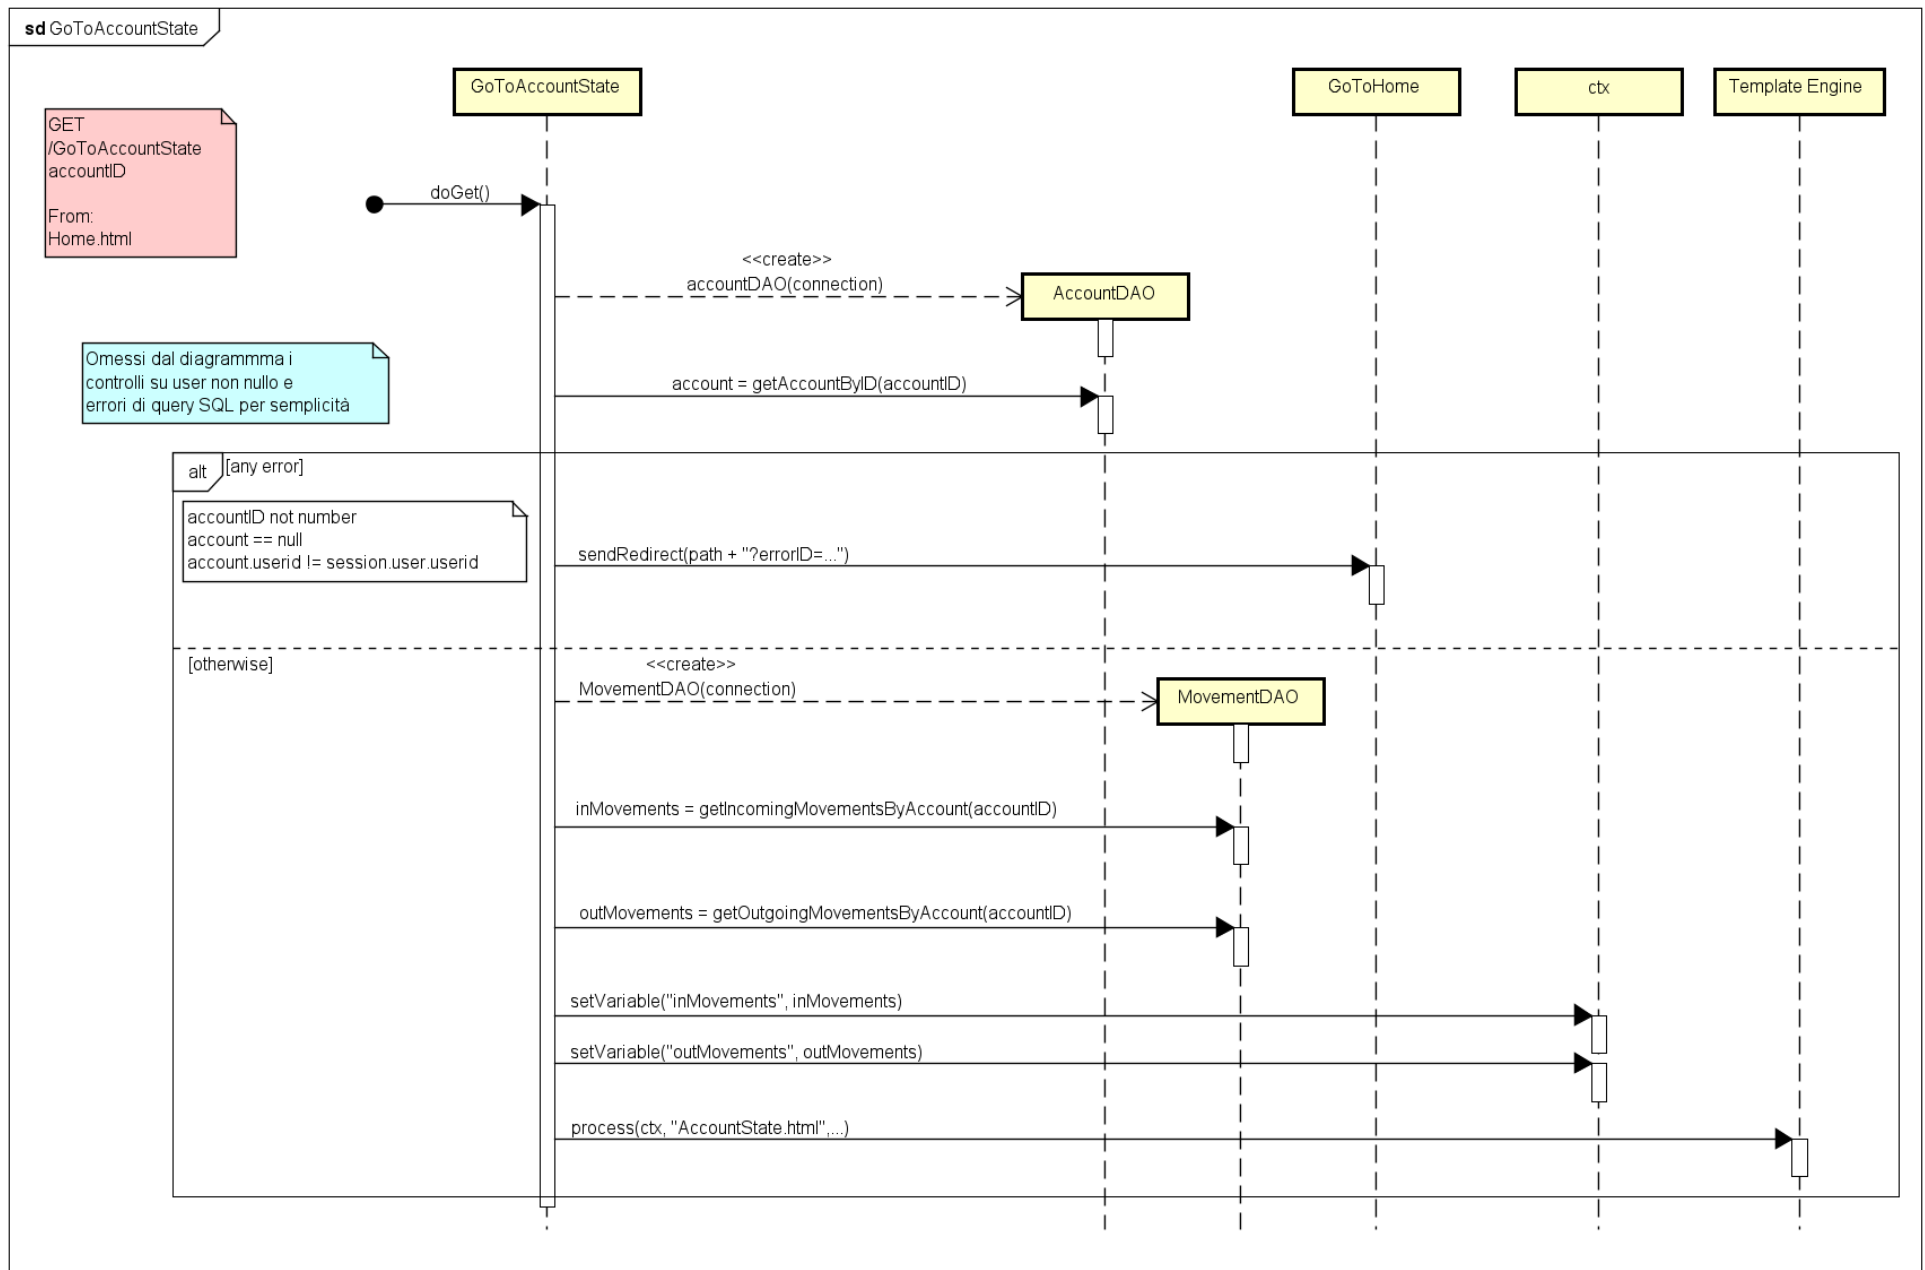 sd GoToAccountState
GoToAccountState
GoToHome
ctx
Template Engine
GET
/GoToAccountState
accountID
From:
Home.html
doGet()
<<create>>
accountDAO(connection)
AccountDAO
Omessi dal diagrammma i
controlli su user non nullo e
errori di query SQL per semplicità
account = getAccountByID(accountID)
alt
[any error]
accountID not number
account == null
account.userid != session.user.userid
sendRedirect(path + "?errorID=...")
[otherwise]
<<create>>
MovementDAO(connection)
MovementDAO
inMovements = getIncomingMovementsByAccount(accountID)
outMovements = getOutgoingMovementsByAccount(accountID)
setVariable("inMovements", inMovements)
setVariable("outMovements", outMovements)
process(ctx, "AccountState.html",...)